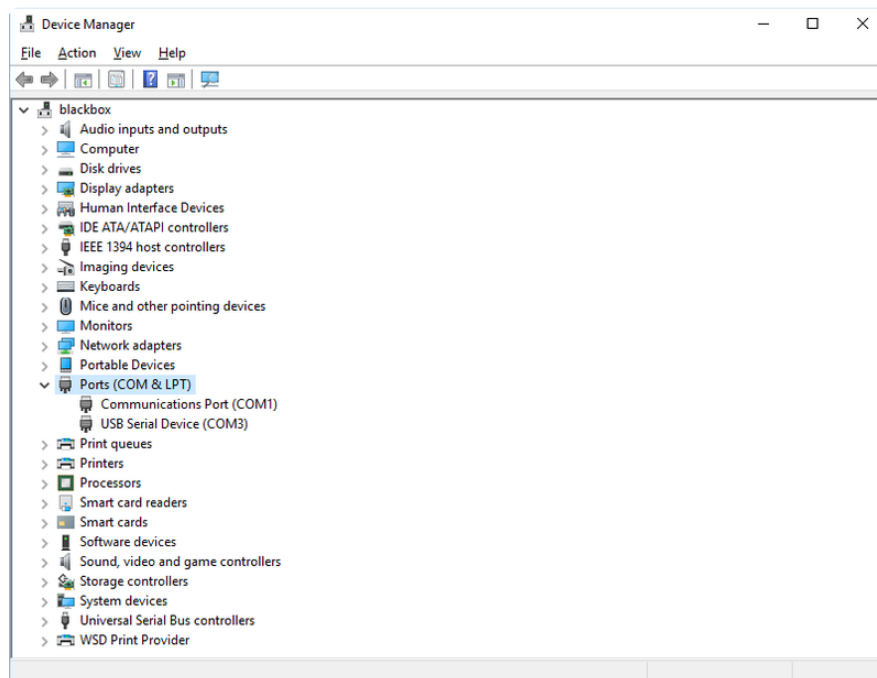 Device Manager
File Action View Help
blackbox
Audio inputs and outputs
Computer
Disk drives
Display adapters
Human Interface Devices
IDE ATA/ATAPI controllers
IEEE 1394 host controllers
Imaging devices
Keyboards
Mice and other pointing devices
Monitors
Network adapters
Portable Devices
Ports (COM & LPT)
Communications Port (COM1)
USB Serial Device (COM3)
Print queues
Printers
Processors
Smart card readers
Smart cards
Software devices
Sound, video and game controllers
Storage controllers
System devices
Universal Serial Bus controllers
WSD Print Provider